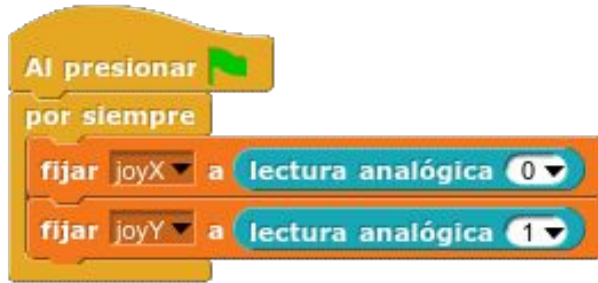 Al presionar
por siempre
fijar joyX a lectura analógica 0
fijar joyY a lectura analógica 1